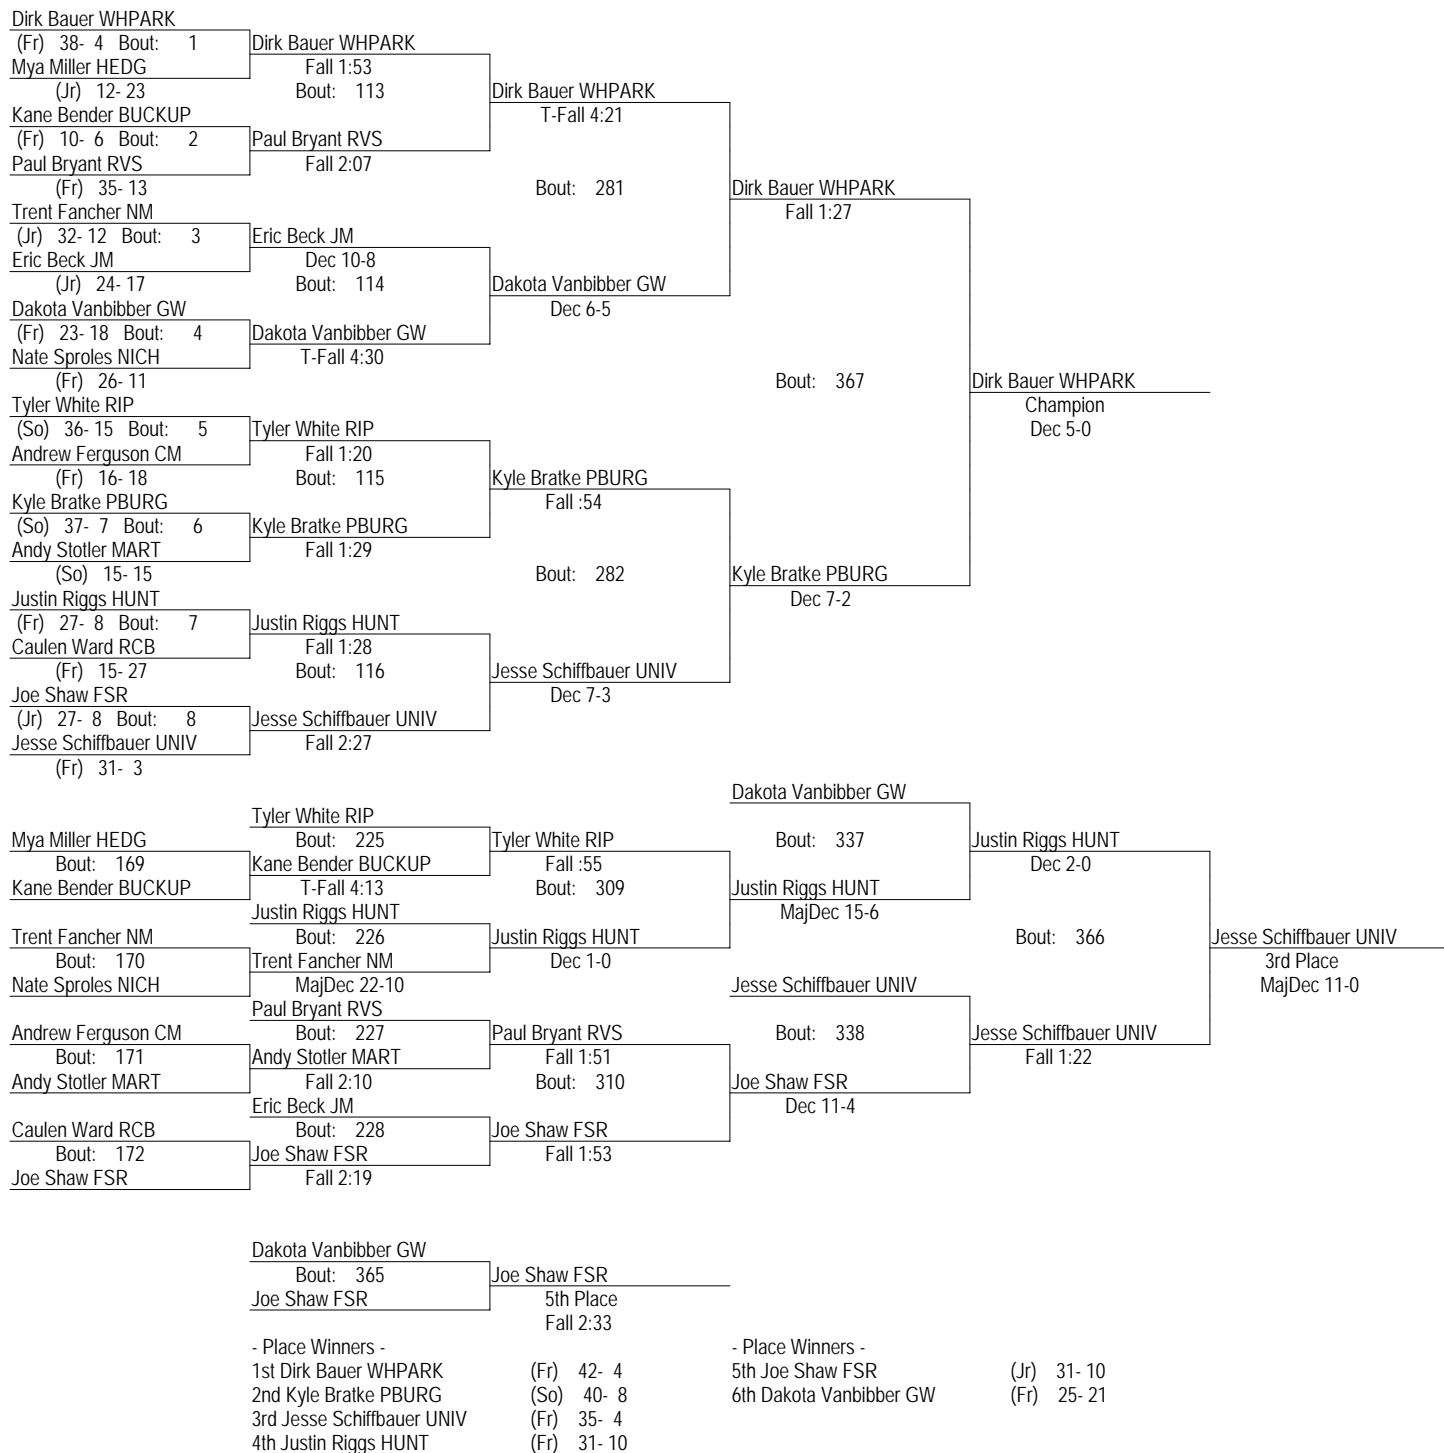 Dirk Bauer WHPARK
(Fr) 38- 4 Bout: 1 Dirk Bauer WHPARK
Mya Miller HEDG Fall 1:53
(Jr) 12- 23 Bout: 113 Dirk Bauer WHPARK
Kane Bender BUCKUP T-Fall 4:21
(Fr) 10- 6 Bout: 2 Paul Bryant RVS
Paul Bryant RVS Fall 2:07
(Fr) 35- 13 Bout: 281 Dirk Bauer WHPARK
Trent Fancher NM Fall 1:27
(Jr) 32- 12 Bout: 3 Eric Beck JM
Eric Beck JM Dec 10-8
(Jr) 24- 17 Bout: 114 Dakota Vanbibber GW
Dakota Vanbibber GW Dec 6-5
(Fr) 23- 18 Bout: 4 Dakota Vanbibber GW
Nate Sproles NICH T-Fall 4:30
(Fr) 26- 11 Bout: 367 Dirk Bauer WHPARK
Tyler White RIP Champion
(So) 36- 15 Bout: 5 Tyler White RIP Dec 5-0
Andrew Ferguson CM Fall 1:20
(Fr) 16- 18 Bout: 115 Kyle Bratke PBURG
Kyle Bratke PBURG Fall :54
(So) 37- 7 Bout: 6 Kyle Bratke PBURG
Andy Stotler MART Fall 1:29
(So) 15- 15 Bout: 282 Kyle Bratke PBURG
Justin Riggs HUNT Dec 7-2
(Fr) 27- 8 Bout: 7 Justin Riggs HUNT
Caulen Ward RCB Fall 1:28
(Fr) 15- 27 Bout: 116 Jesse Schiffbauer UNIV
Joe Shaw FSR Dec 7-3
(Jr) 27- 8 Bout: 8 Jesse Schiffbauer UNIV
Jesse Schiffbauer UNIV Fall 2:27
(Fr) 31- 3
Dakota Vanbibber GW
Tyler White RIP
Mya Miller HEDG Bout: 225 Tyler White RIP Bout: 337 Justin Riggs HUNT
Bout: 169 Kane Bender BUCKUP Fall :55 Dec 2-0
Kane Bender BUCKUP T-Fall 4:13 Bout: 309 Justin Riggs HUNT
Justin Riggs HUNT MajDec 15-6
Trent Fancher NM Bout: 226 Justin Riggs HUNT Bout: 366 Jesse Schiffbauer UNIV
Bout: 170 Trent Fancher NM Dec 1-0 3rd Place
Nate Sproles NICH MajDec 22-10 Jesse Schiffbauer UNIV MajDec 11-0
Paul Bryant RVS
Andrew Ferguson CM Bout: 227 Paul Bryant RVS Bout: 338 Jesse Schiffbauer UNIV
Bout: 171 Andy Stotler MART Fall 1:51 Fall 1:22
Andy Stotler MART Fall 2:10 Bout: 310 Joe Shaw FSR
Eric Beck JM Dec 11-4
Caulen Ward RCB Bout: 228 Joe Shaw FSR
Bout: 172 Joe Shaw FSR Fall 1:53
Joe Shaw FSR Fall 2:19
Dakota Vanbibber GW
Bout: 365 Joe Shaw FSR
Joe Shaw FSR 5th Place
Fall 2:33
- Place Winners - - Place Winners -
1st Dirk Bauer WHPARK (Fr) 42- 4 5th Joe Shaw FSR (Jr) 31- 10
2nd Kyle Bratke PBURG (So) 40- 8 6th Dakota Vanbibber GW (Fr) 25- 21
3rd Jesse Schiffbauer UNIV (Fr) 35- 4
4th Justin Riggs HUNT (Fr) 31- 10